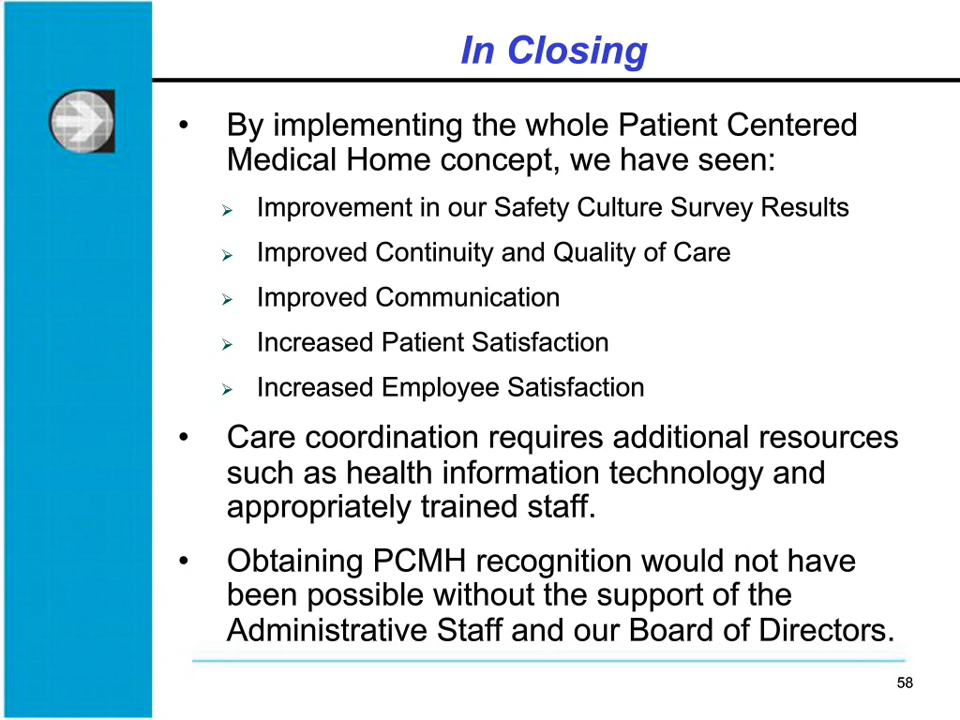 In Closing
• By implementing the whole Patient Centered
Medical Home concept, we have seen:
➢ Improvement in our Safety Culture Survey Results
➢ Improved Continuity and Quality of Care
➢ Improved Communication
➢ Increased Patient Satisfaction
➢ Increased Employee Satisfaction
• Care coordination requires additional resources
such as health information technology and
appropriately trained staff.
• Obtaining PCMH recognition would not have
been possible without the support of the
Administrative Staff and our Board of Directors.
58